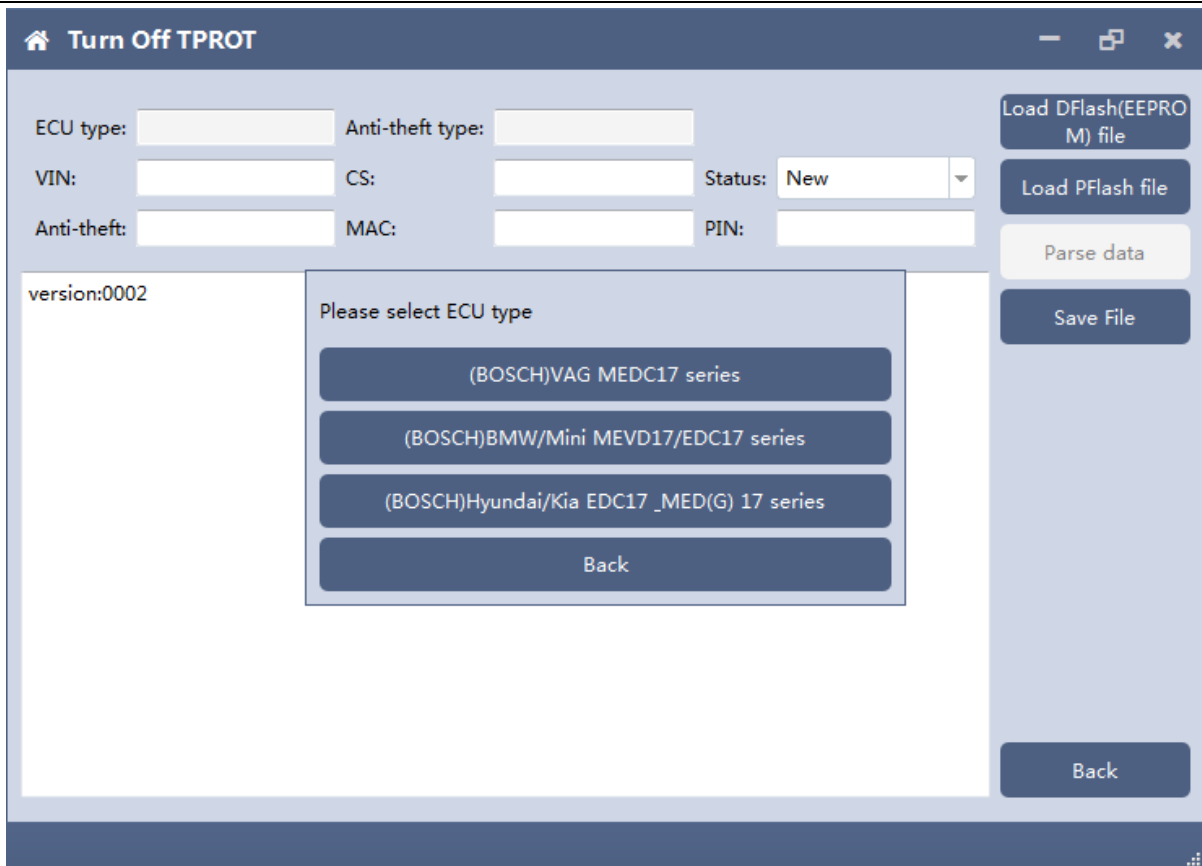 Turn Off TPROT
ECU type:
Anti-theft type:
VIN:
CS:
Status: New
Anti-theft:
MAC:
PIN:
Load DFlash(EEPRO
M) file
Load PFlash file
Parse data
Save File
version:0002
Please select ECU type
(BOSCH)VAG MEDC17 series
(BOSCH)BMW/Mini MEVD17/EDC17 series
(BOSCH)Hyundai/Kia EDC17 _MED(G) 17 series
Back
Back